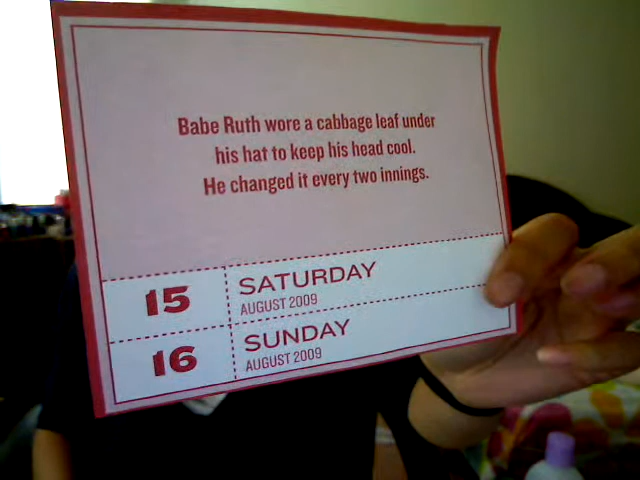 Babe Ruth wore a cabbage leaf under
his hat to keep his head cool.
He changed it every two innings.
15 SATURDAY
AUGUST 2009
16 SUNDAY
AUGUST 2009